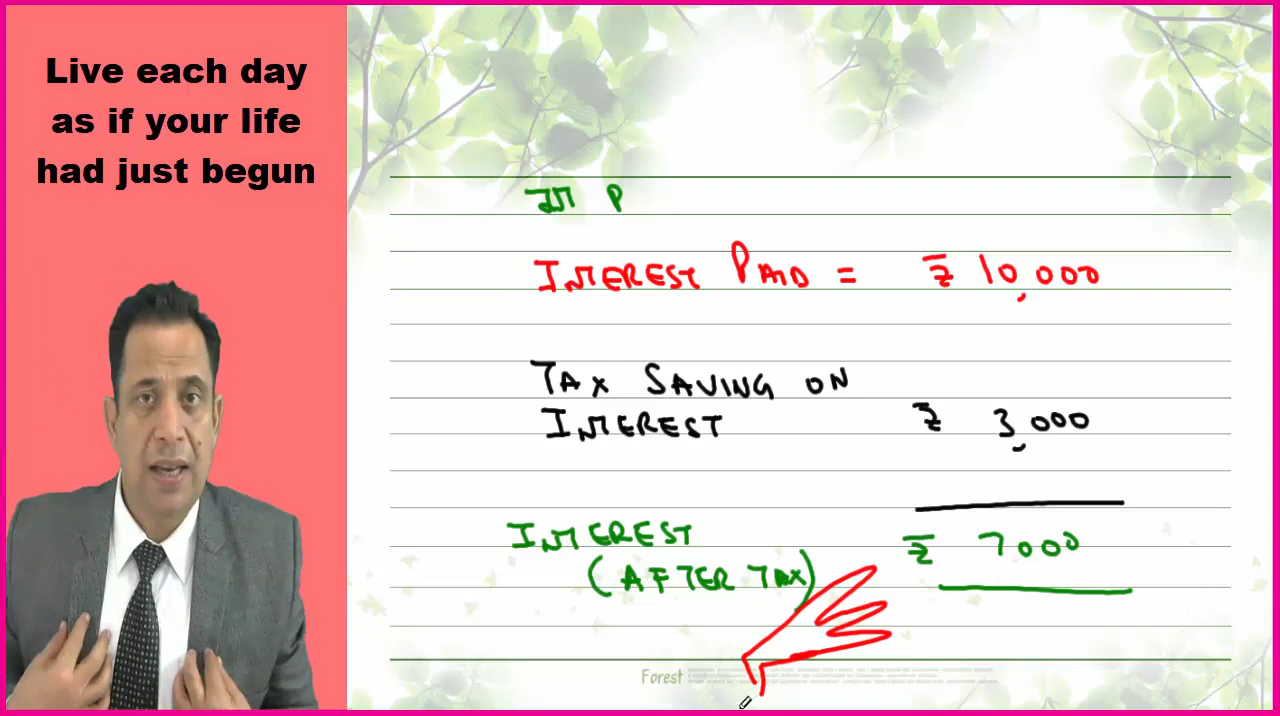 Live each day
as if your life
had just begun
INTEREST PAID = ₹ 10,000
TAX SAVING ON
INTEREST ₹ 3,000
INTEREST ₹ 7000
(AFTER TAX)
Forest